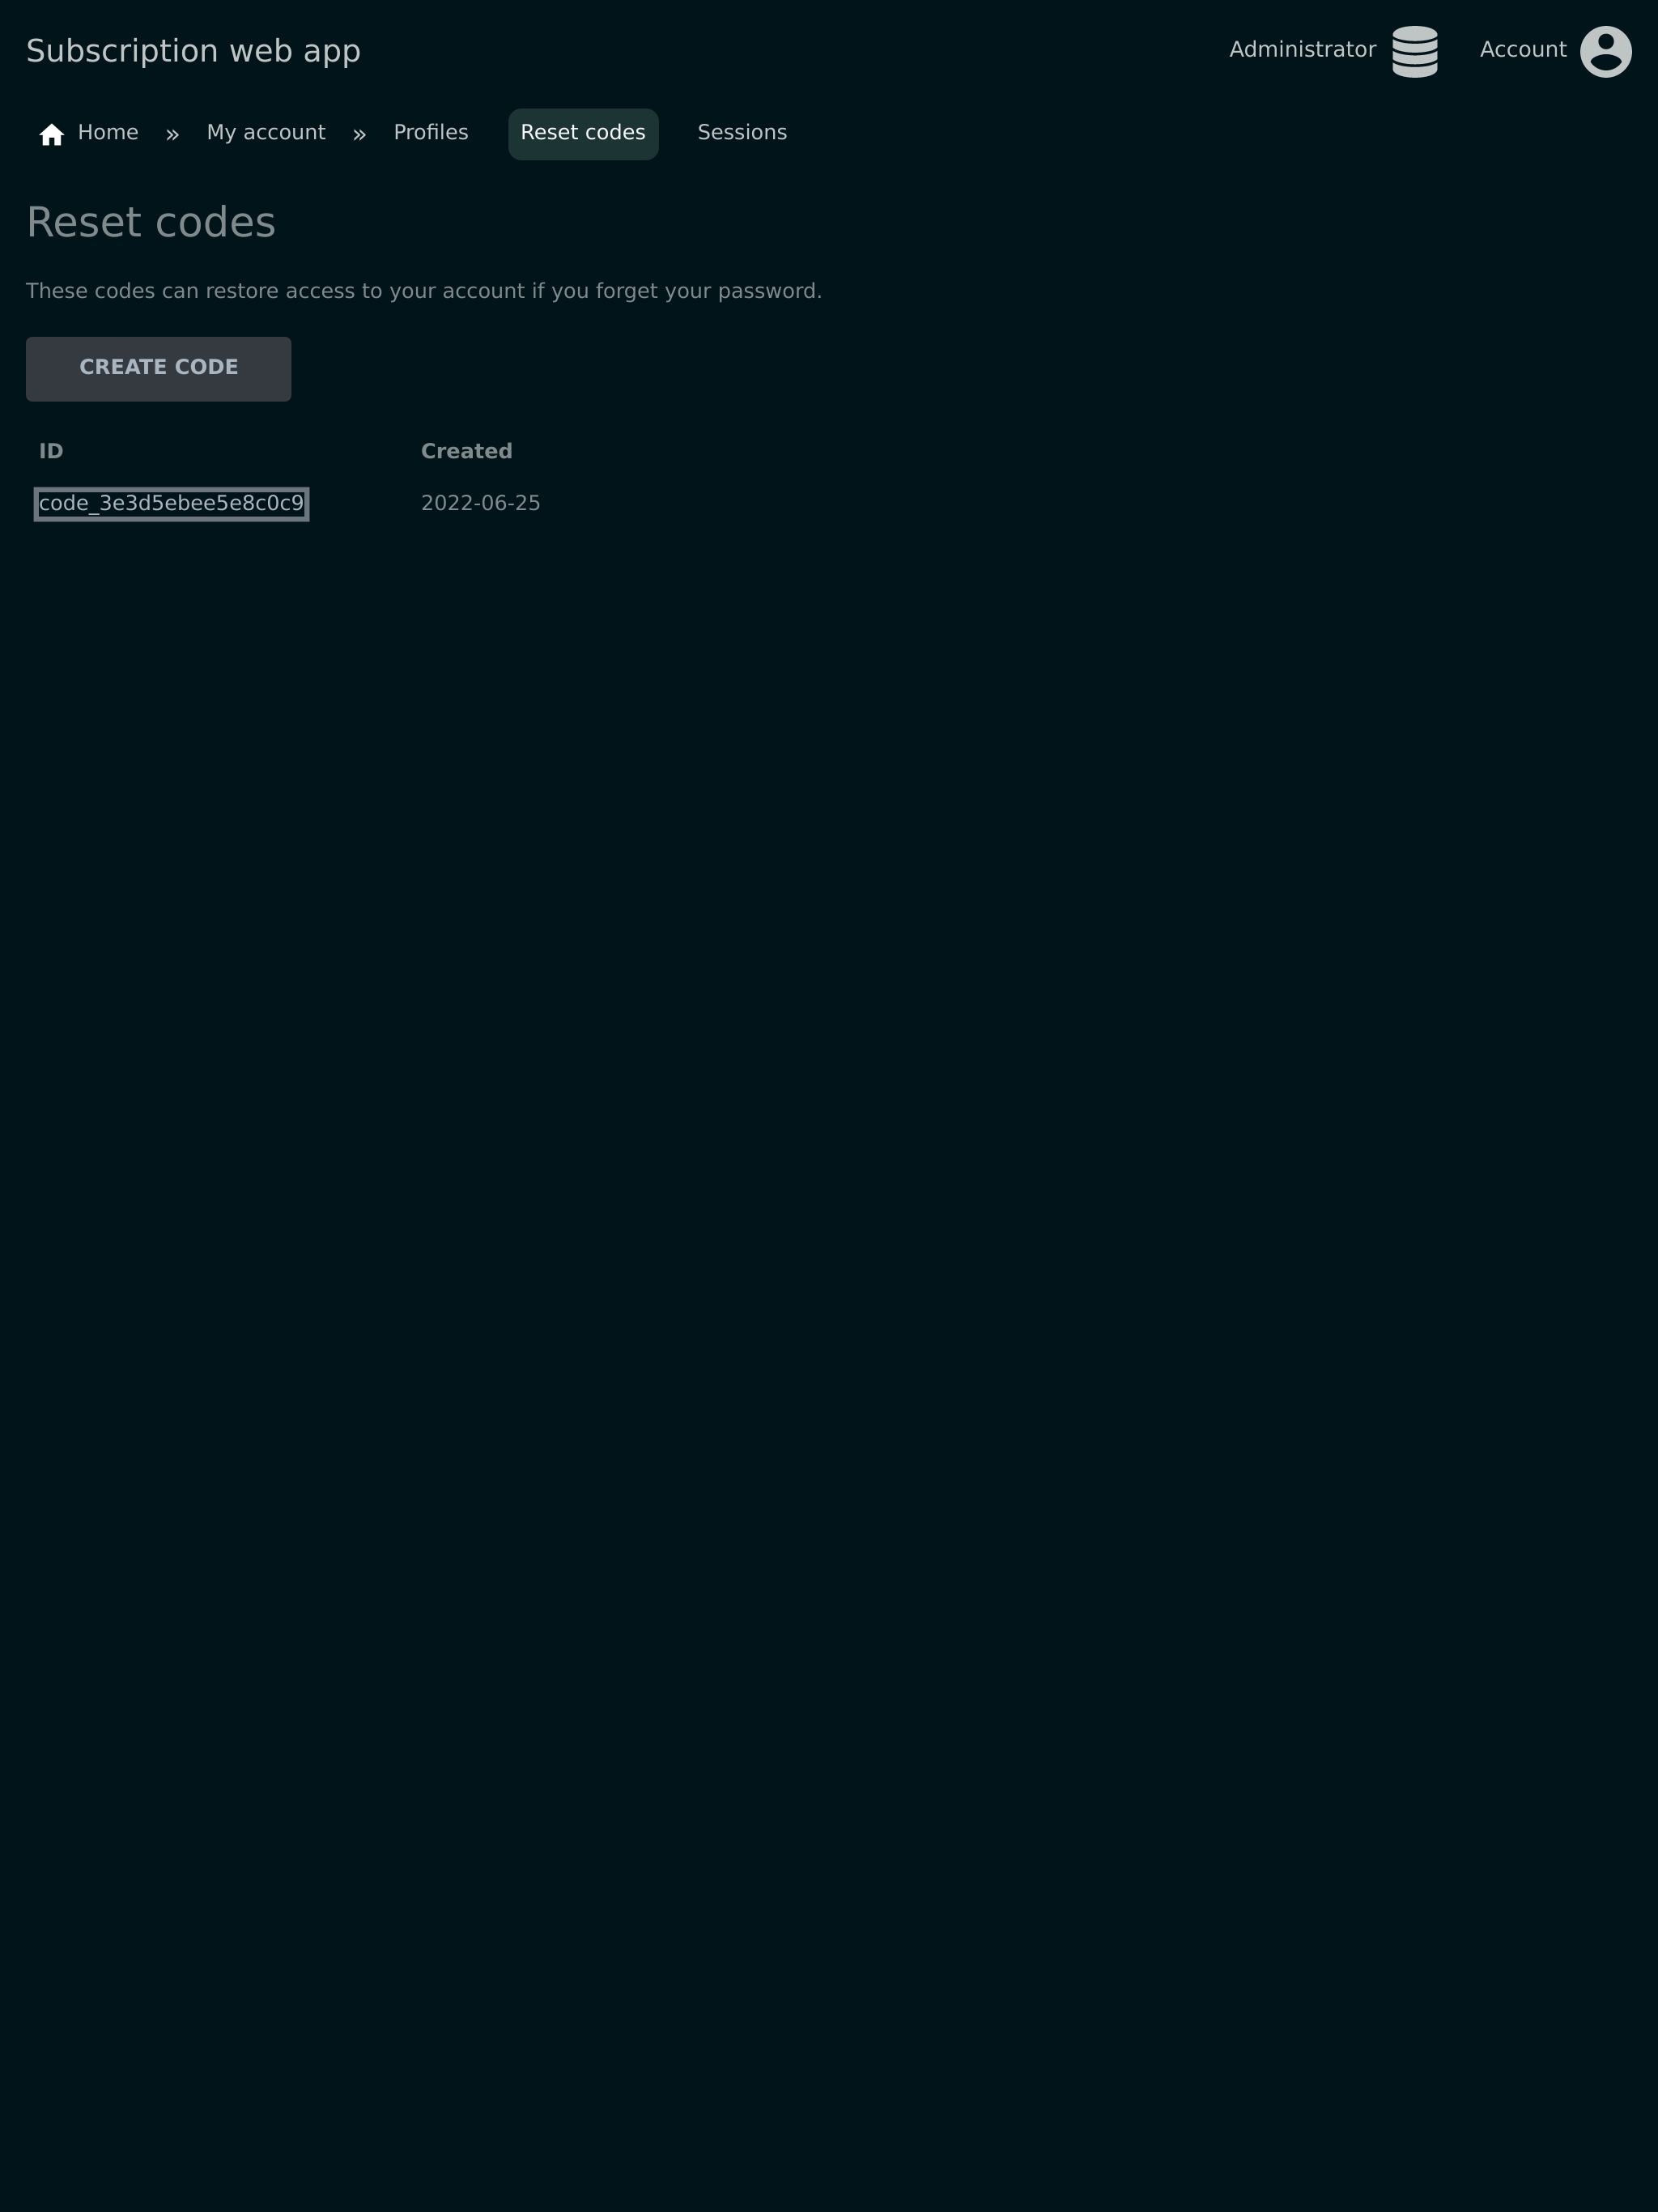 Subscription web app
Administrator
Account
Home » My account » Profiles Reset codes Sessions
Reset codes
These codes can restore access to your account if you forget your password.
CREATE CODE
ID Created
code_3e3d5ebee5e8c0c9 2022-06-25